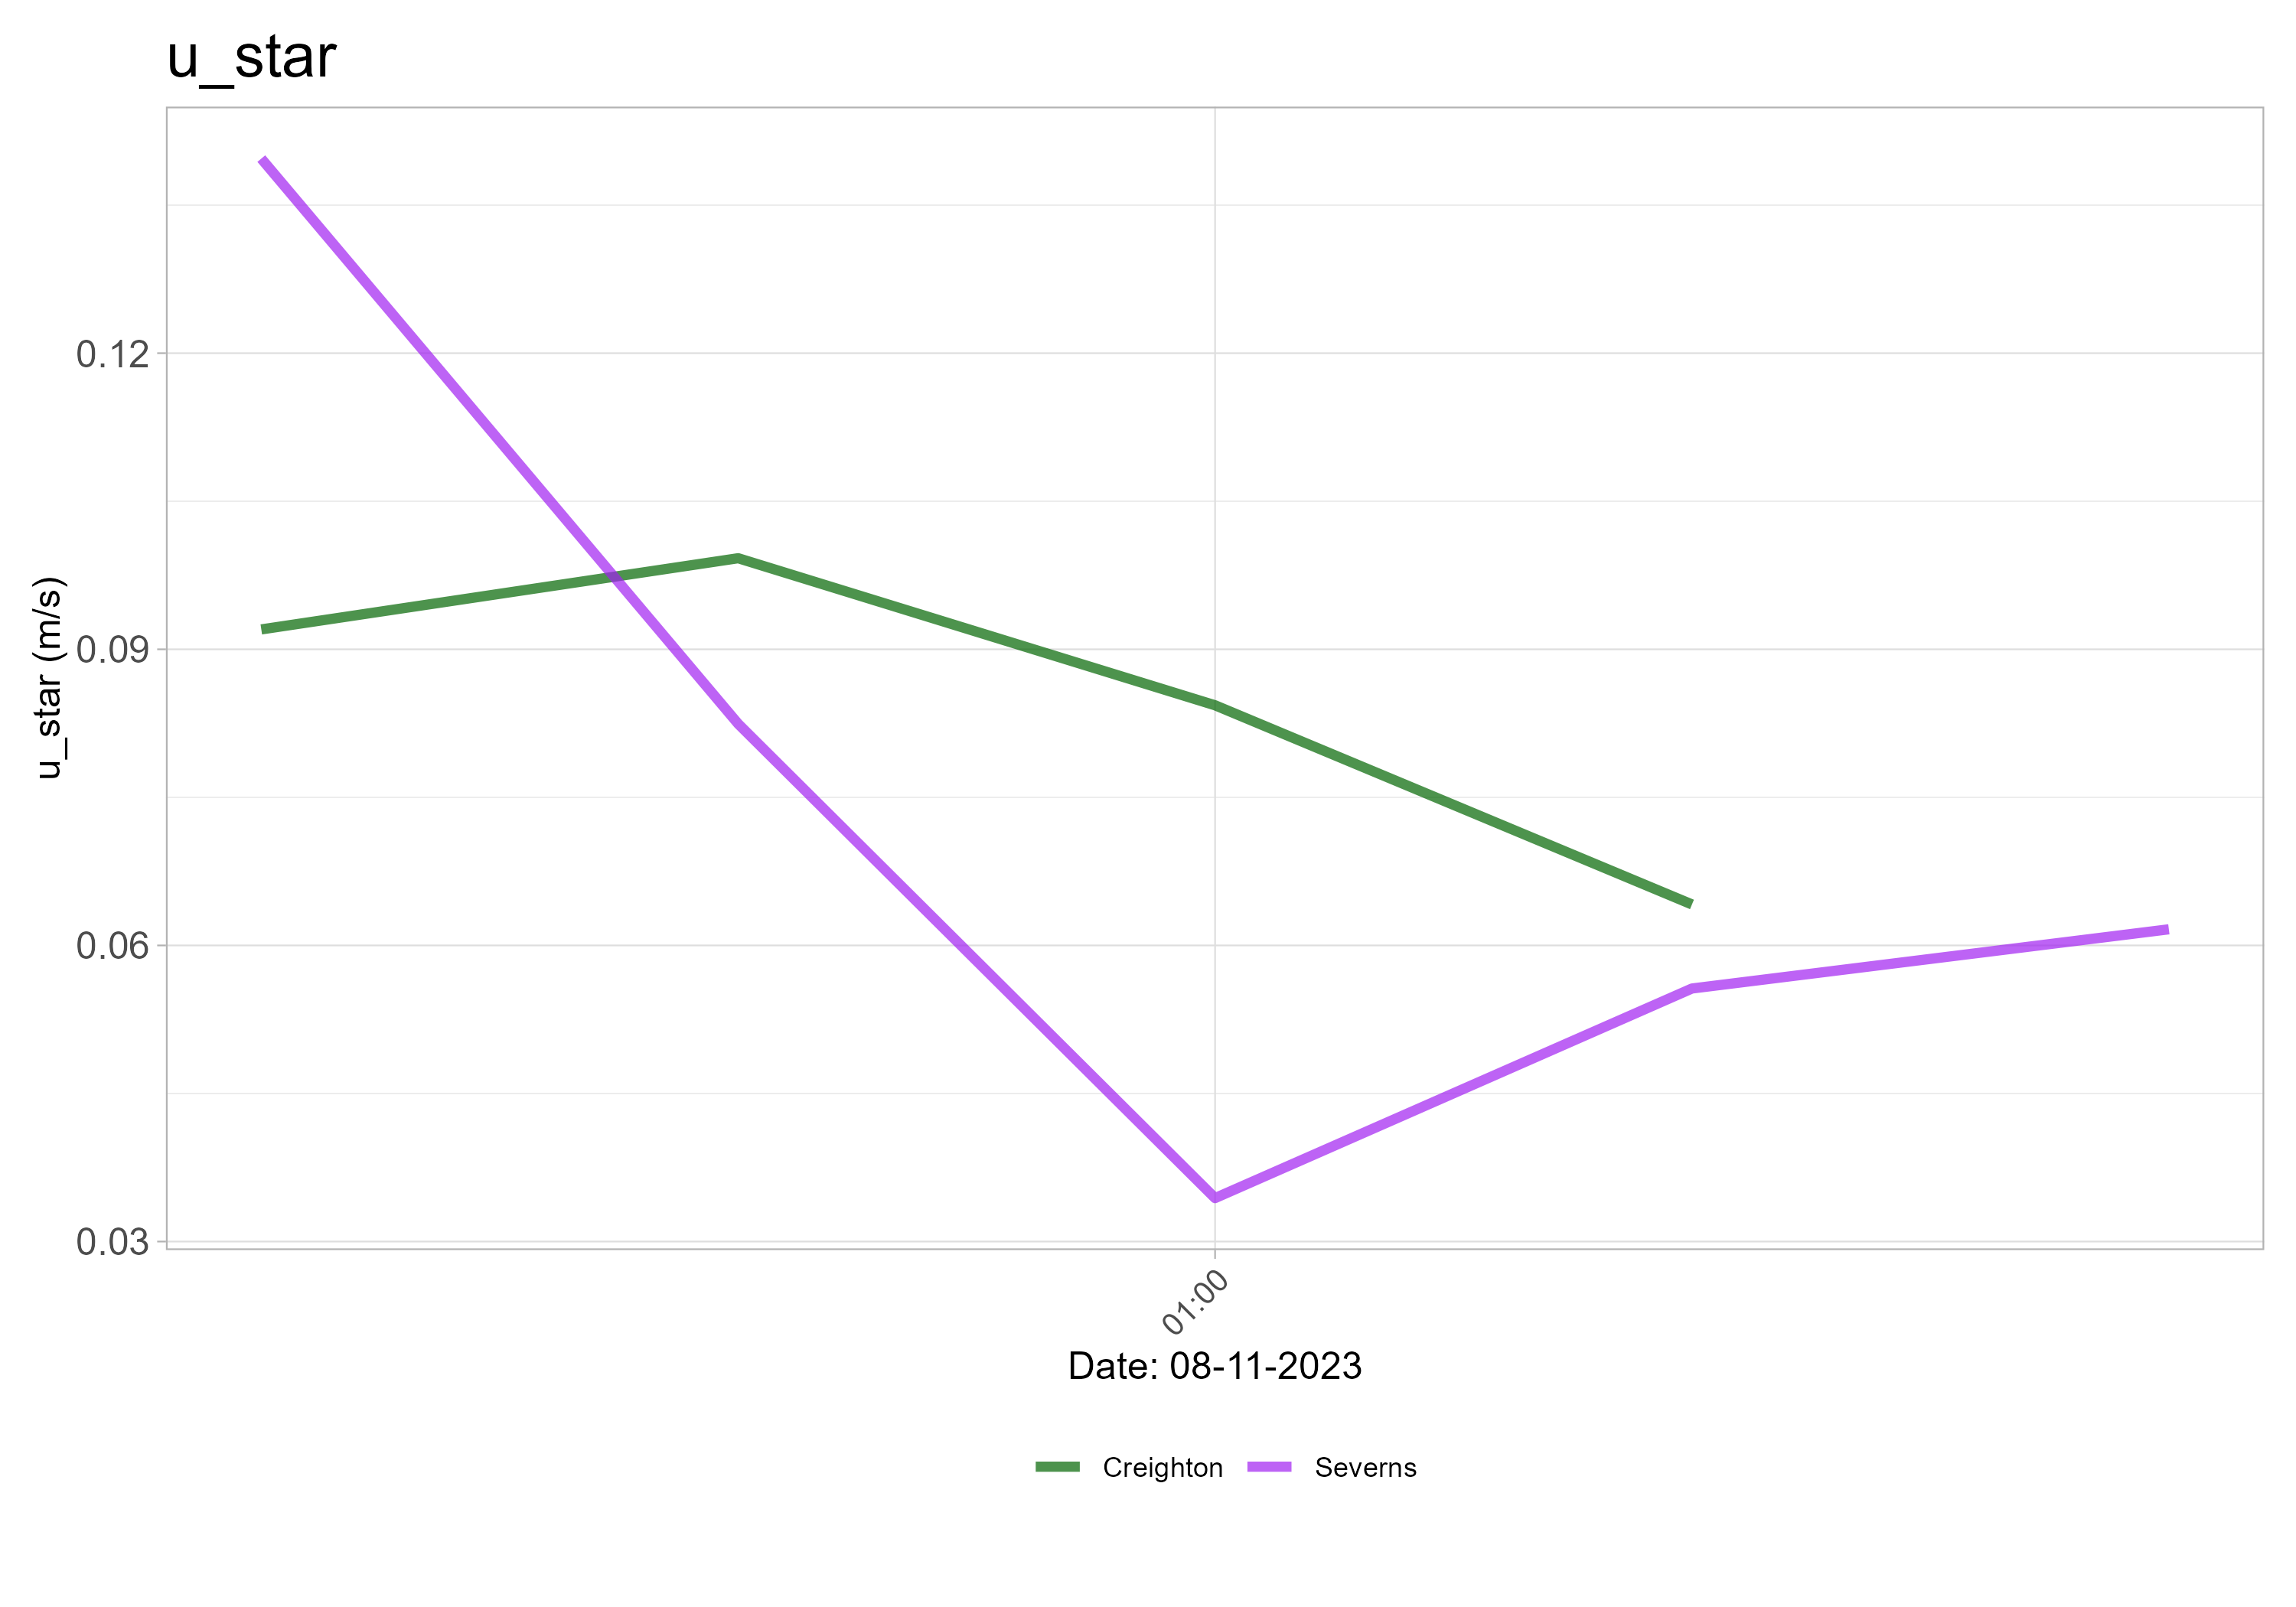 u_star
u_star (m/s)
0.12
0.09
0.06
0.03
01:00
Date: 08-11-2023
Creighton Severns